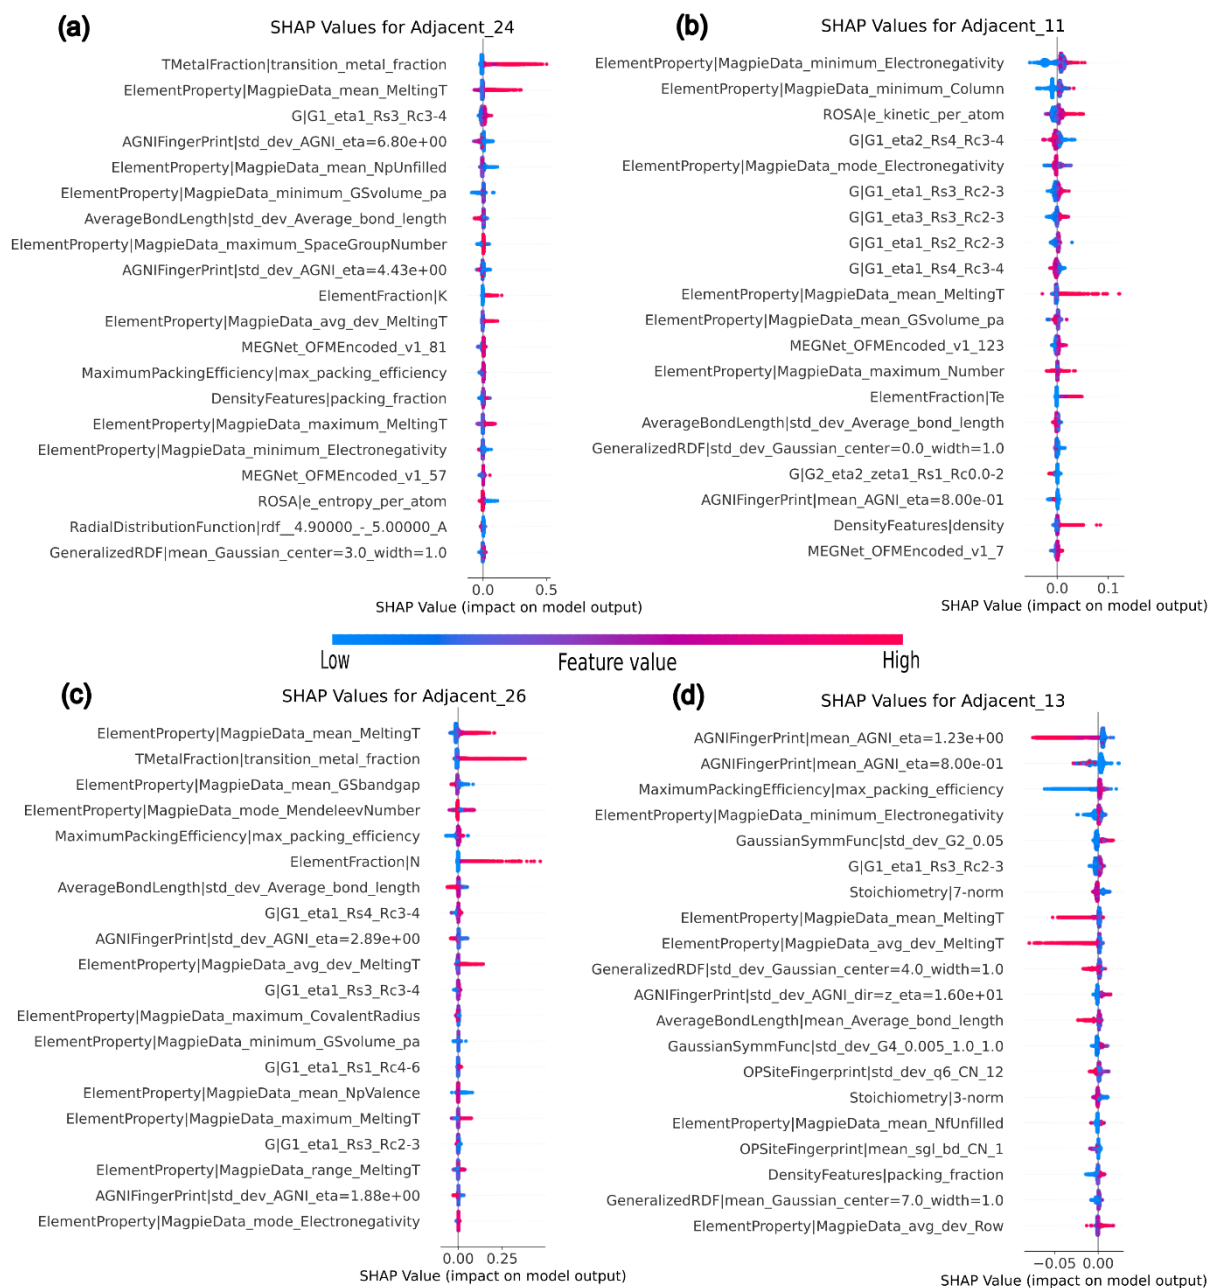 (a)
SHAP Values for Adjacent_24
TMetalFraction|transition_metal_fraction
ElementProperty|MagpieData_mean_MeltingT
G|G1_eta1_Rs3_Rc3-4
AGNIFingerPrint|std_dev_AGNI_eta=6.80e+00
ElementProperty|MagpieData_mean_NpUnfilled
ElementProperty|MagpieData_minimum_GSvolume_pa
AverageBondLength|std_dev_Average_bond_length
ElementProperty|MagpieData_maximum_SpaceGroupNumber
AGNIFingerPrint|std_dev_AGNI_eta=4.43e+00
ElementFraction|K
ElementProperty|MagpieData_avg_dev_MeltingT
MEGNet_OFMEncoded_v1_81
MaximumPackingEfficiency|max_packing_efficiency
DensityFeatures|packing_fraction
ElementProperty|MagpieData_maximum_MeltingT
ElementProperty|MagpieData_minimum_Electronegativity
MEGNet_OFMEncoded_v1_57
ROSA|e_entropy_per_atom
RadialDistributionFunction|rdf__4.90000_-_5.00000_A
GeneralizedRDF|mean_Gaussian_center=3.0_width=1.0
0.0 0.5
SHAP Value (impact on model output)
(b)
SHAP Values for Adjacent_11
ElementProperty|MagpieData_minimum_Electronegativity
ElementProperty|MagpieData_minimum_Column
ROSA|e_kinetic_per_atom
G|G1_eta2_Rs4_Rc3-4
ElementProperty|MagpieData_mode_Electronegativity
G|G1_eta1_Rs3_Rc2-3
G|G1_eta3_Rs3_Rc2-3
G|G1_eta1_Rs2_Rc2-3
G|G1_eta1_Rs4_Rc3-4
ElementProperty|MagpieData_mean_MeltingT
ElementProperty|MagpieData_mean_GSvolume_pa
MEGNet_OFMEncoded_v1_123
ElementProperty|MagpieData_maximum_Number
ElementFraction|Te
AverageBondLength|std_dev_Average_bond_length
GeneralizedRDF|std_dev_Gaussian_center=0.0_width=1.0
G|G2_eta2_zeta1_Rs1_Rc0.0-2
AGNIFingerPrint|mean_AGNI_eta=8.00e-01
DensityFeatures|density
MEGNet_OFMEncoded_v1_7
0.0 0.1
SHAP Value (impact on model output)
Low Feature value High
(c)
SHAP Values for Adjacent_26
ElementProperty|MagpieData_mean_MeltingT
TMetalFraction|transition_metal_fraction
ElementProperty|MagpieData_mean_GSbandgap
ElementProperty|MagpieData_mode_MendeleevNumber
MaximumPackingEfficiency|max_packing_efficiency
ElementFraction|N
AverageBondLength|std_dev_Average_bond_length
G|G1_eta1_Rs4_Rc3-4
AGNIFingerPrint|std_dev_AGNI_eta=2.89e+00
ElementProperty|MagpieData_avg_dev_MeltingT
G|G1_eta1_Rs3_Rc3-4
ElementProperty|MagpieData_maximum_CovalentRadius
ElementProperty|MagpieData_minimum_GSvolume_pa
G|G1_eta1_Rs1_Rc4-6
ElementProperty|MagpieData_mean_NpValence
ElementProperty|MagpieData_maximum_MeltingT
G|G1_eta1_Rs3_Rc2-3
ElementProperty|MagpieData_range_MeltingT
AGNIFingerPrint|std_dev_AGNI_eta=1.88e+00
ElementProperty|MagpieData_mode_Electronegativity
0.00 0.25
SHAP Value (impact on model output)
(d)
SHAP Values for Adjacent_13
AGNIFingerPrint|mean_AGNI_eta=1.23e+00
AGNIFingerPrint|mean_AGNI_eta=8.00e-01
MaximumPackingEfficiency|max_packing_efficiency
ElementProperty|MagpieData_minimum_Electronegativity
GaussianSymmFunc|std_dev_G2_0.05
G|G1_eta1_Rs3_Rc2-3
Stoichiometry|7-norm
ElementProperty|MagpieData_mean_MeltingT
ElementProperty|MagpieData_avg_dev_MeltingT
GeneralizedRDF|std_dev_Gaussian_center=4.0_width=1.0
AGNIFingerPrint|std_dev_AGNI_dir=z_eta=1.60e+01
AverageBondLength|mean_Average_bond_length
GaussianSymmFunc|std_dev_G4_0.005_1.0_1.0
OPSiteFingerprint|std_dev_q6_CN_12
Stoichiometry|3-norm
ElementProperty|MagpieData_mean_NfUnfilled
OPSiteFingerprint|mean_sgl_bd_CN_1
DensityFeatures|packing_fraction
GeneralizedRDF|mean_Gaussian_center=7.0_width=1.0
ElementProperty|MagpieData_avg_dev_Row
−0.05 0.00
SHAP Value (impact on model output)